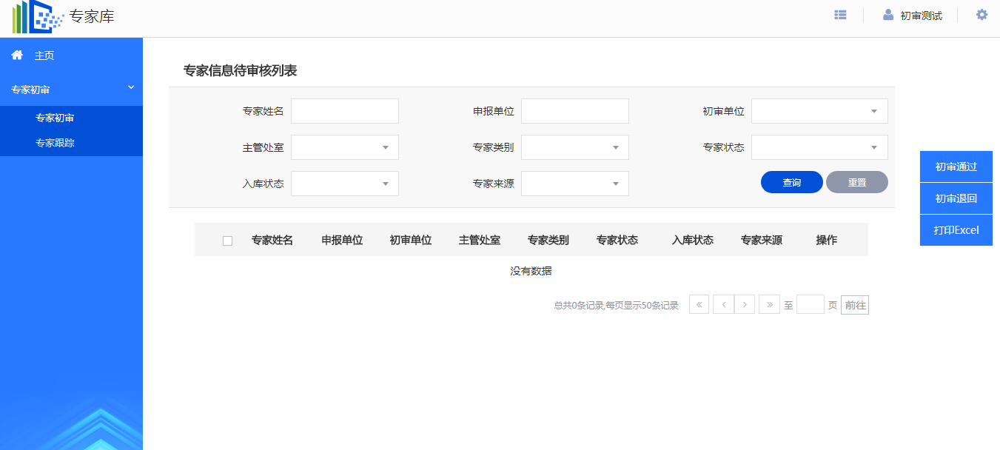 专家库
初审测试
主页
专家初审
专家初审
专家跟踪
专家信息待审核列表
专家姓名 申报单位 初审单位
主管处室 专家类别 专家状态
入库状态 专家来源 查询 重置
初审通过
初审退回
打印Excel
专家姓名 申报单位 初审单位 主管处室 专家类别 专家状态 入库状态 专家来源 操作
没有数据
总共0条记录,每页显示50条记录 « ‹ › » 至 页 前往